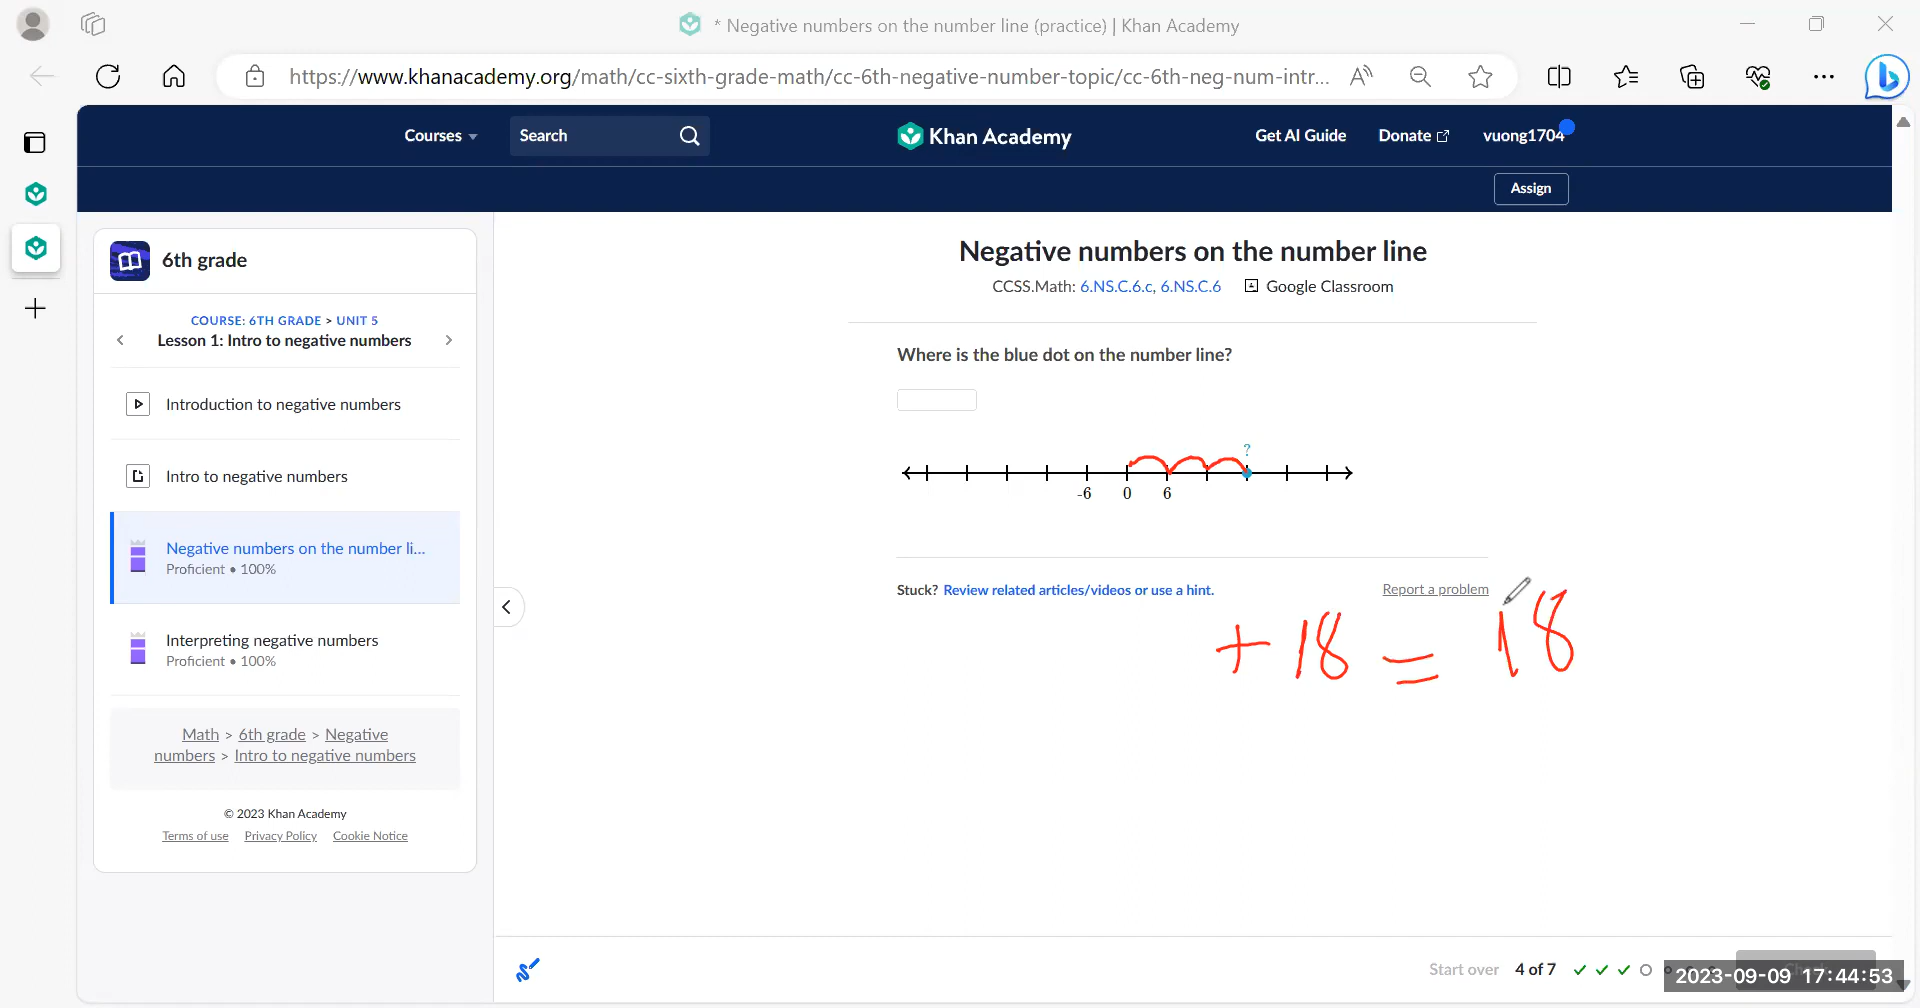 * Negative numbers on the number line (practice) | Khan Academy
https://www.khanacademy.org/math/cc-sixth-grade-math/cc-6th-negative-number-topic/cc-6th-neg-num-intr...
Courses
Search
Khan Academy
Get AI Guide
Donate
vuong1704
Assign
6th grade
COURSE: 6TH GRADE > UNIT 5
Lesson 1: Intro to negative numbers
Introduction to negative numbers
Intro to negative numbers
Negative numbers on the number li...
Proficient • 100%
Interpreting negative numbers
Proficient • 100%
Math > 6th grade > Negative
numbers > Intro to negative numbers
© 2023 Khan Academy
Terms of use Privacy Policy Cookie Notice
Negative numbers on the number line
CCSS.Math: 6.NS.C.6.c, 6.NS.C.6 Google Classroom
Where is the blue dot on the number line?
?
-6 0 6
Stuck? Review related articles/videos or use a hint.
Report a problem
+ 18 = 18
Start over 4 of 7
2023-09-09 17:44:53